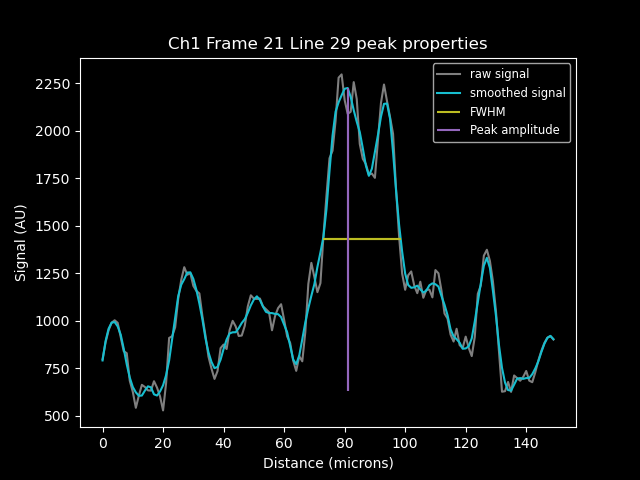 Ch1 Frame 21 Line 29 peak properties
raw signal
smoothed signal
FWHM
Peak amplitude
Signal (AU)
2250
2000
1750
1500
1250
1000
750
500
0 20 40 60 80 100 120 140
Distance (microns)